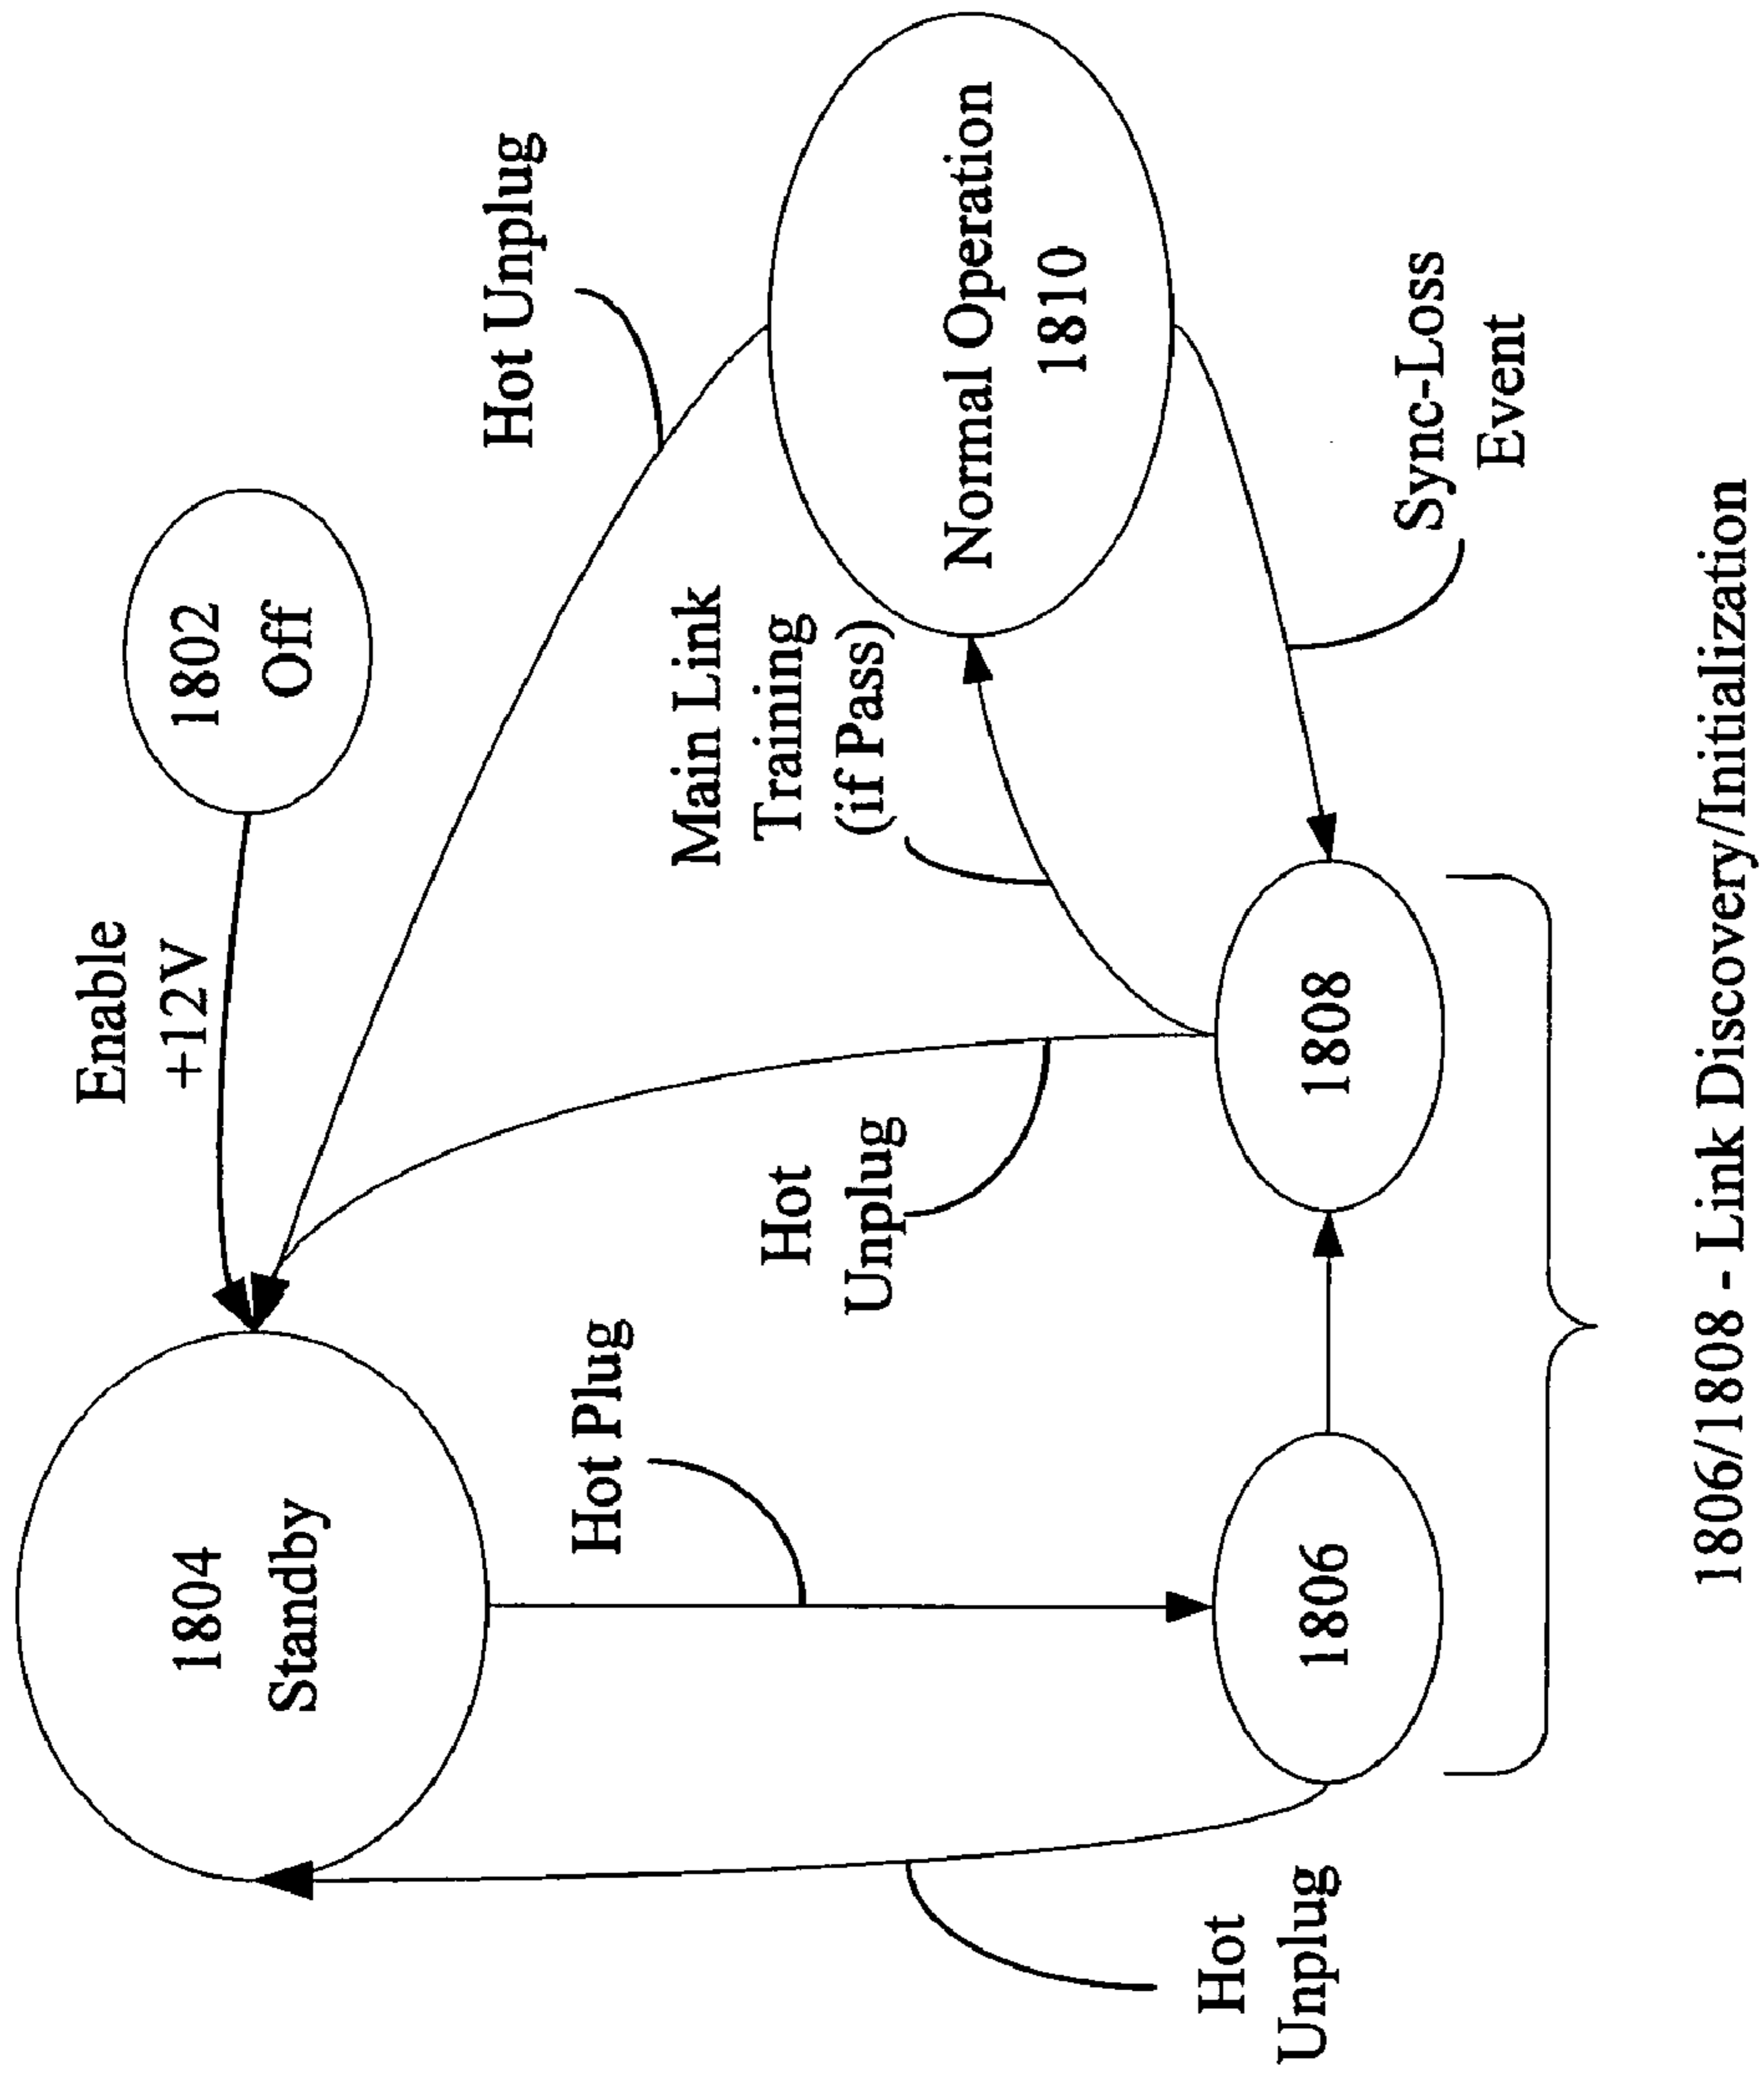 1804
Standby
Enable
+12V
1802
Off
Hot Unplug
Hot Plug
Hot
Unplug
Main Link
Training
(if Pass)
Normal Operation
1810
Hot
Unplug
1806
1808
Sync-Loss
Event
1806/1808 - Link Discovery/Initialization